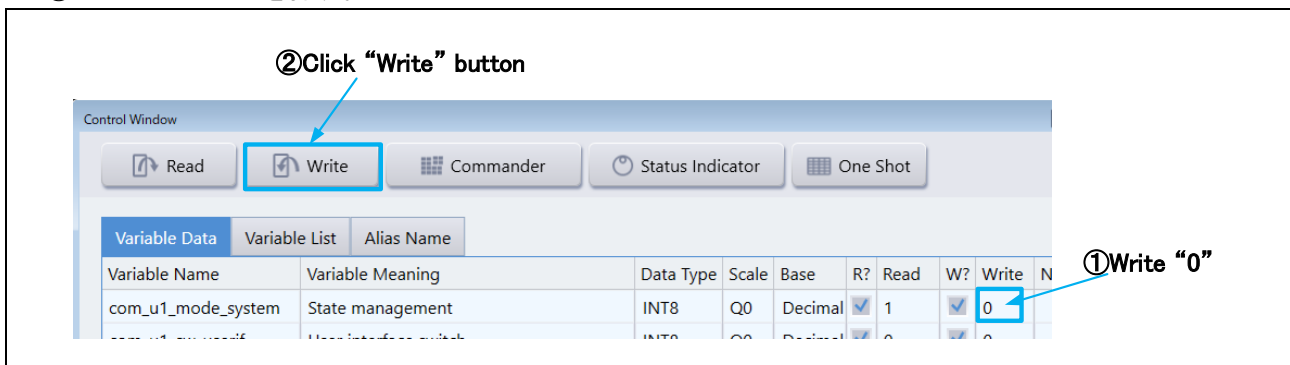 ②Click “Write” button
Control Window
Read Write Commander Status Indicator One Shot
Variable Data Variable List Alias Name
Variable Name Variable Meaning Data Type Scale Base R? Read W? Write N
①Write “0”
com_u1_mode_system State management INT8 Q0 Decimal 1 0